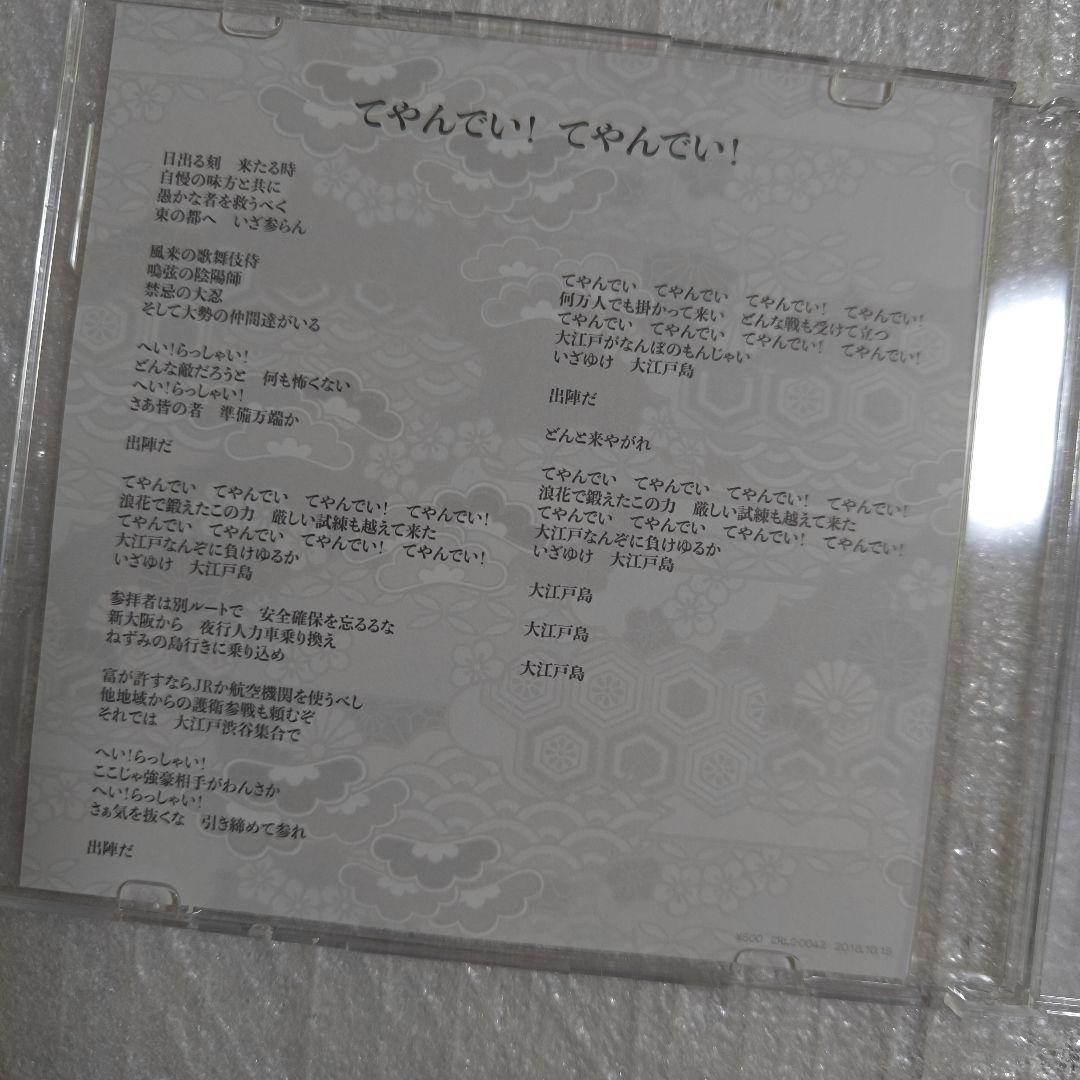 てやんでい！ てやんでい！
日出る刻　来たる時
自慢の味方と共に
愚かな者を救うべく
東の都へ　いざ参らん
風来の歌舞伎侍
鳴弦の陰陽師
禁忌の大忍
そして大勢の仲間達がいる
へい！らっしゃい！
どんな敵だろうと　何も怖くない
へい！らっしゃい！
さあ皆の者　準備万端か
出陣だ
てやんでい　てやんでい　てやんでい！　てやんでい！
浪花で鍛えたこの力　厳しい試練も越えて来た
てやんでい　てやんでい　てやんでい！　てやんでい！
大江戸なんぞに負けゆるか
いざゆけ　大江戸島
参拝者は別ルートで　安全確保を忘るるな
新大阪から　夜行人力車乗り換え
ねずみの島行きに乗り込め
富が許すならJRか航空機関を使うべし
他地域からの護衛参戦も頼むぞ
それでは　大江戸渋谷集合で
へい！らっしゃい！
ここじゃ強豪相手がわんさか
へい！らっしゃい！
さぁ気を抜くな　引き締めて参れ
出陣だ
てやんでい　てやんでい　てやんでい！　てやんでい！
何万人でも掛かって来い　どんな戦も受けて立つ
てやんでい　てやんでい　てやんでい！　てやんでい！
大江戸がなんぼのもんじゃい
いざゆけ　大江戸島
出陣だ
どんと来やがれ
てやんでい　てやんでい　てやんでい！　てやんでい！
浪花で鍛えたこの力　厳しい試練も越えて来た
てやんでい　てやんでい　てやんでい！　てやんでい！
大江戸なんぞに負けゆるか
いざゆけ　大江戸島
大江戸島
大江戸島
大江戸島
¥500　2018.10.15